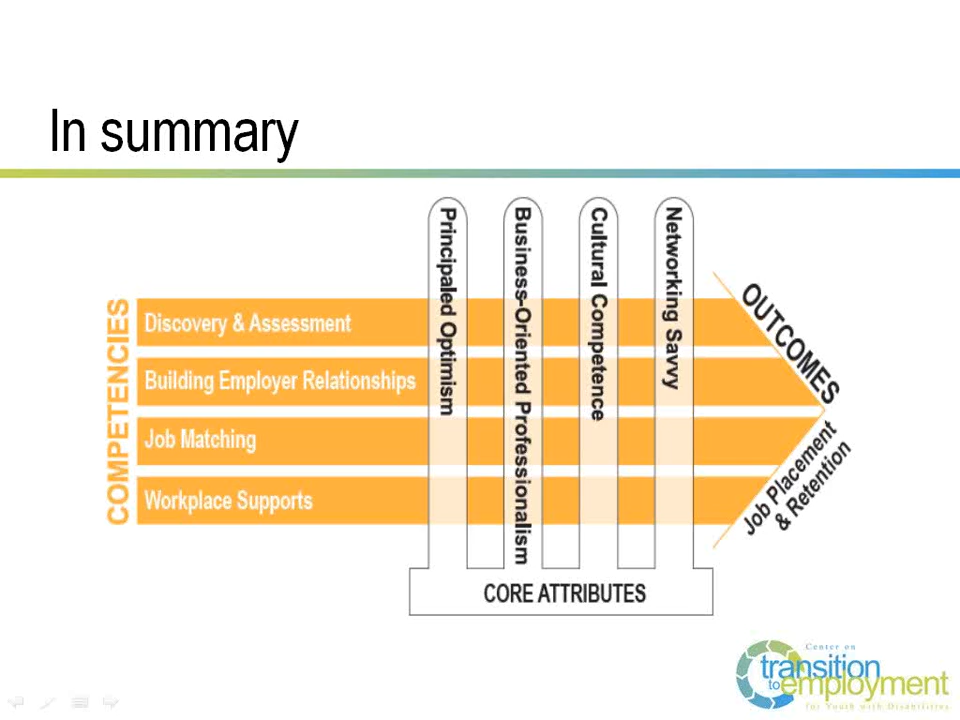 In summary
COMPETENCIES
Discovery & Assessment
Building Employer Relationships
Job Matching
Workplace Supports
Principaled Optimism
Business-Oriented Professionalism
Cultural Competence
Networking Savvy
CORE ATTRIBUTES
OUTCOMES
Job Placement
& Retention
Center on
transition
to employment
for Youth with Disabilities